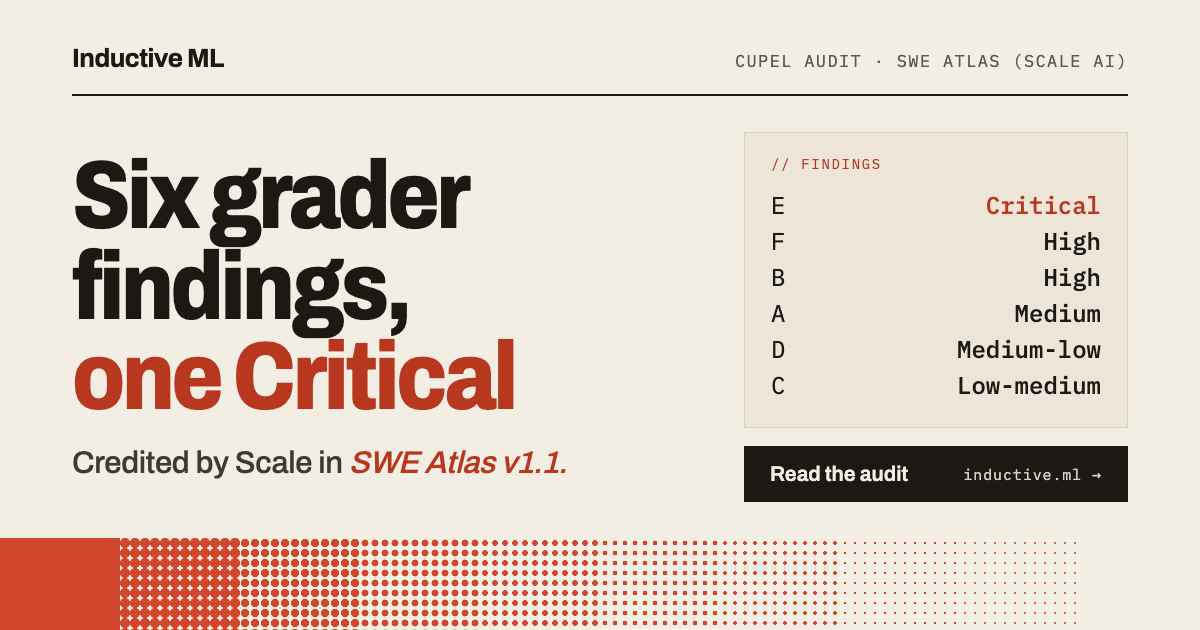 Inductive ML
CUPEL AUDIT · SWE ATLAS (SCALE AI)
Six grader
findings,
one Critical
Credited by Scale in SWE Atlas v1.1.
// FINDINGS
E Critical
F High
B High
A Medium
D Medium-low
C Low-medium
Read the audit inductive.ml →